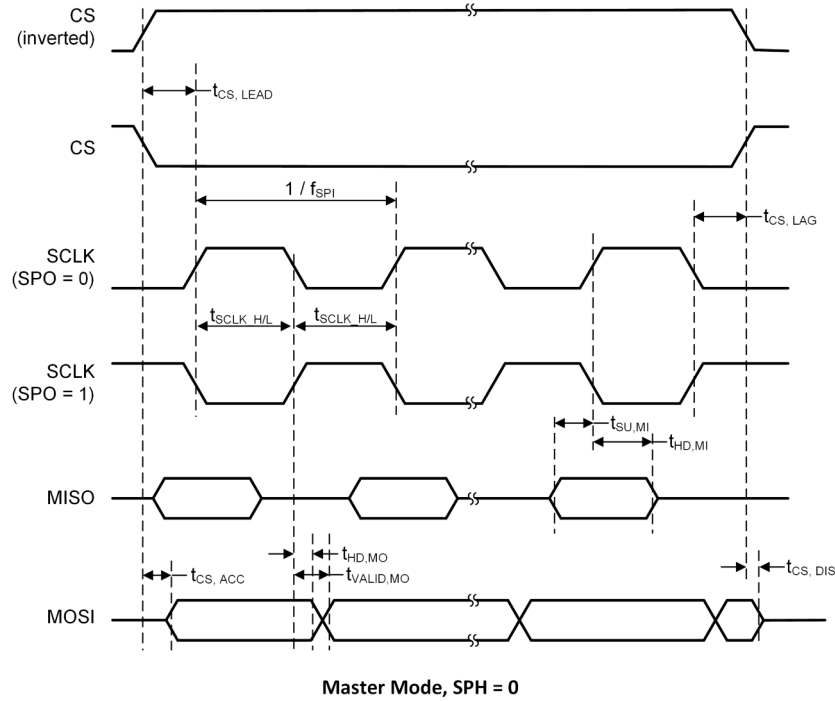 CS
(inverted)
tCS, LEAD
CS
1 / fSPI
tCS, LAG
SCLK
(SPO = 0)
tSCLK_H/L
tSCLK_H/L
SCLK
(SPO = 1)
tSU,MI
tHD,MI
MISO
tHD,MO
tVALID,MO
tCS, ACC
tCS, DIS
MOSI
Master Mode, SPH = 0